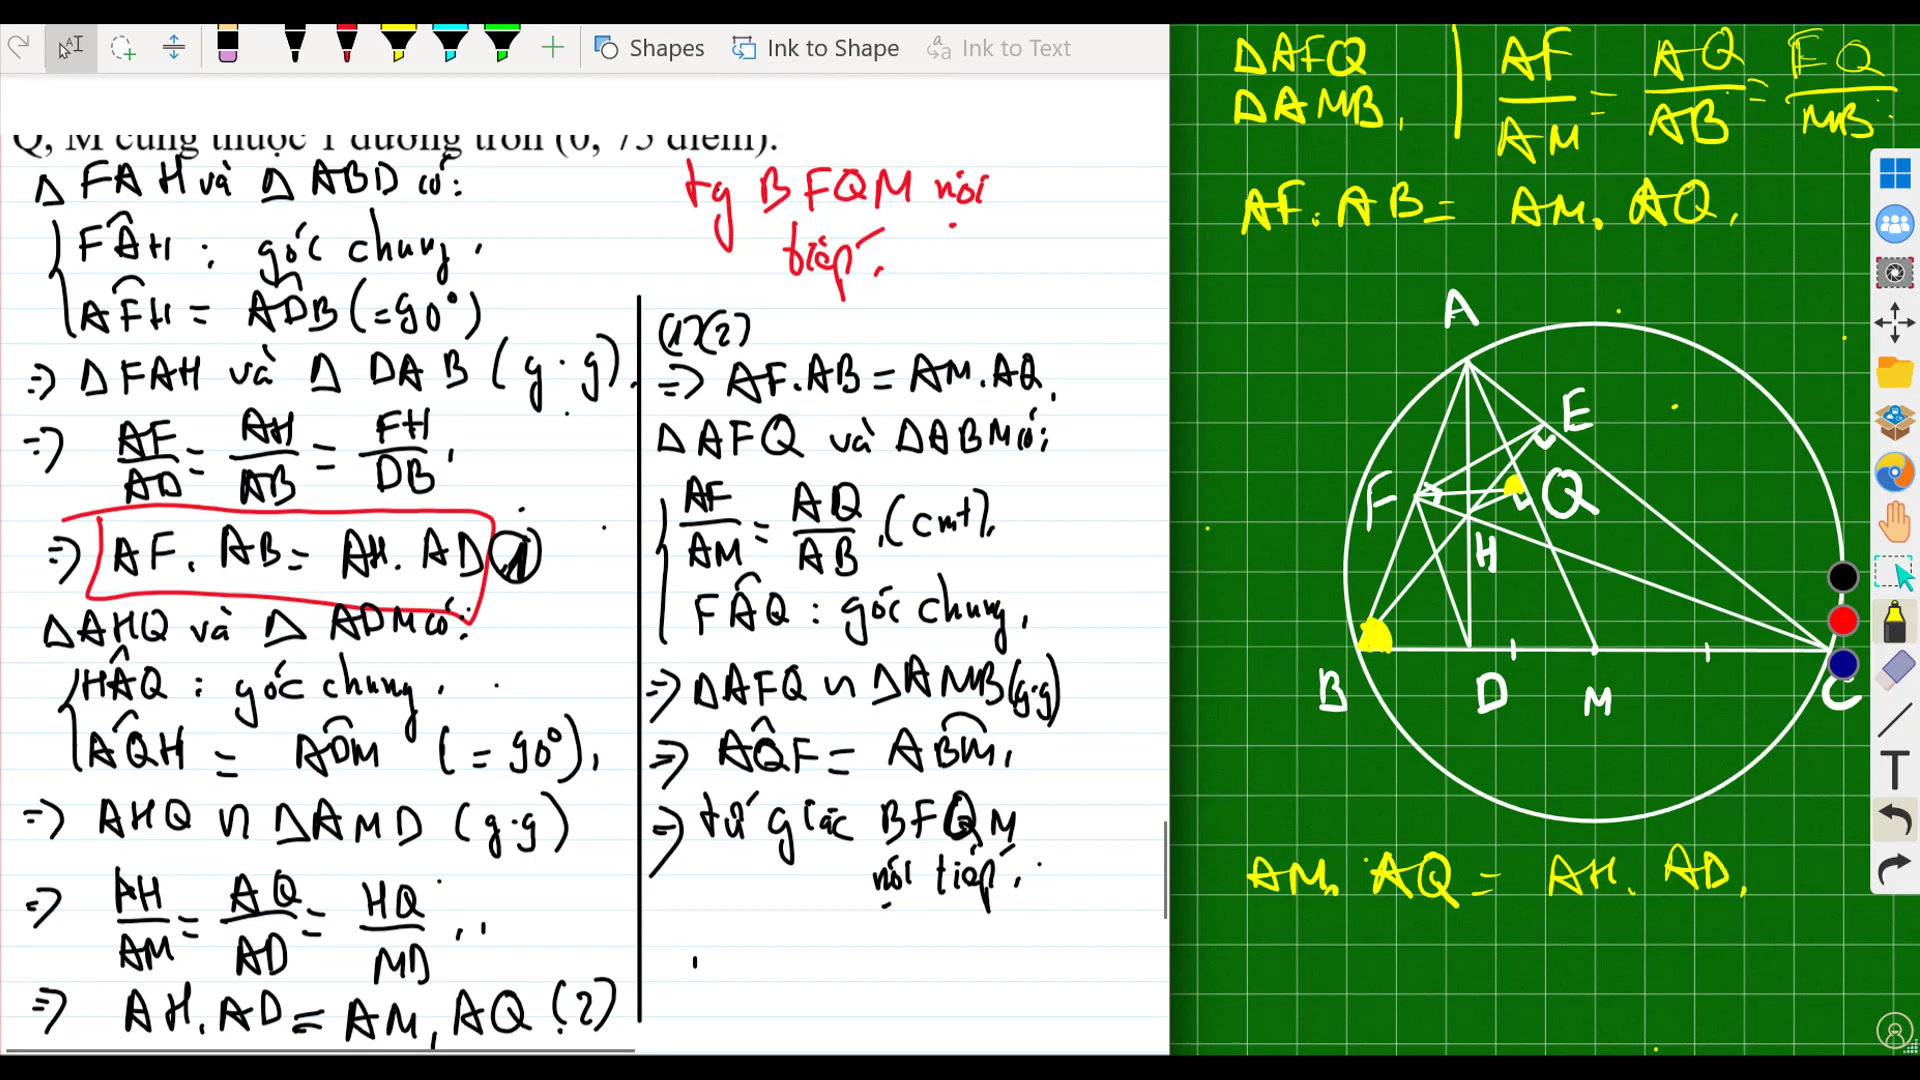 Shapes
Ink to Shape
Ink to Text
Q, M cùng thuộc 1 đường tròn (0, 75 điểm).
Δ FAH và Δ ABD có:
FÂH : góc chung.
AF̂H = AD̂B (=90°)
=> Δ FAH và Δ DAB (g.g).
=> AF/AD = AH/AB = FH/DB.
=> AF. AB = AH. AD (1)
ΔAHQ và Δ ADM có:
HÂQ : góc chung.
AQ̂H = AD̂M (= 90°).
=> AHQ ∽ ΔAMD (g.g)
=> AH/AM = AQ/AD = HQ/MD.
=> AH. AD = AM. AQ (2)
tg BFQM nội
tiếp.
(1)(2)
=> AF.AB = AM.AQ.
ΔAFQ và ΔABM có:
AF/AM = AQ/AB (cmt).
FÂQ : góc chung.
=> ΔAFQ ∽ ΔAMB (g.g)
=> AQ̂F = AB̂M.
=> tứ giác BFQM
nội tiếp.
ΔAFQ
ΔAMB.
AF/AM = AQ/AB = FQ/MB.
AF. AB = AM. AQ.
A
E
F
Q
H
B
D
M
C
AM. AQ = AH. AD.
T